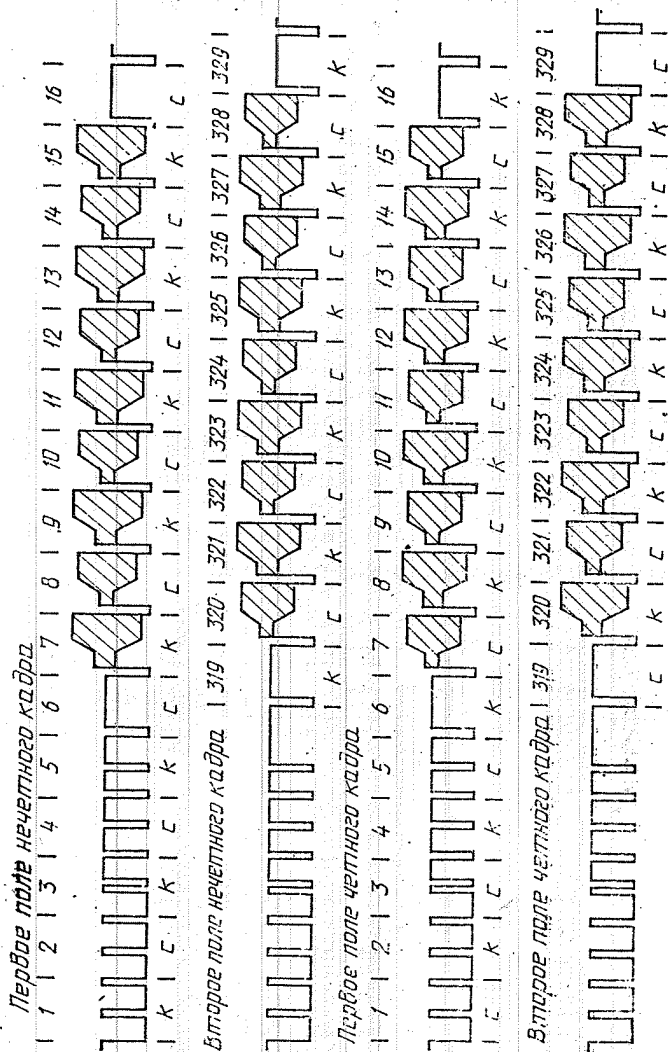 Первое поле нечетного кадра
| 1 | 2 | 3 | 4 | 5 | 6 | 7 | 8 | 9 | 10 | 11 | 12 | 13 | 14 | 15 | 16 |
| к | с | к | с | к | с | к | с | к | с | к | с | к | с | к | с |
Второе поле нечетного кадра | 319 | 320 | 321 | 322 | 323 | 324 | 325 | 326 | 327 | 328 | 329 |
| к | с | к | с | к | с | к | с | к | с | к |
Первое поле четного кадра
| 1 | 2 | 3 | 4 | 5 | 6 | 7 | 8 | 9 | 10 | 11 | 12 | 13 | 14 | 15 | 16 |
| с | к | с | к | с | к | с | к | с | к | с | к | с | к | с | к |
Второе поле четного кадра | 319 | 320 | 321 | 322 | 323 | 324 | 325 | 326 | 327 | 328 | 329 |
| с | к | с | к | с | к | с | к | с | к | с |